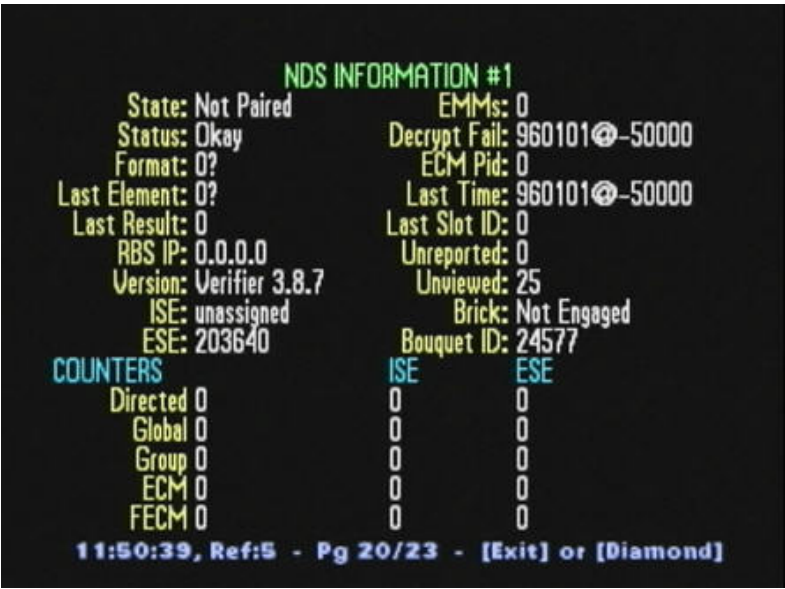 NDS INFORMATION #1
State: Not Paired EMMs: 0
Status: Okay Decrypt Fail: 960101@-50000
Format: 0? ECM Pid: 0
Last Element: 0? Last Time: 960101@-50000
Last Result: 0 Last Slot ID: 0
RBS IP: 0.0.0.0 Unreported: 0
Version: Verifier 3.8.7 Unviewed: 25
ISE: unassigned Brick: Not Engaged
ESE: 203640 Bouquet ID: 24577
COUNTERS ISE ESE
Directed 0 0 0
Global 0 0 0
Group 0 0 0
ECM 0 0 0
FECM 0 0 0
11:50:39, Ref:5 - Pg 20/23 - [Exit] or [Diamond]